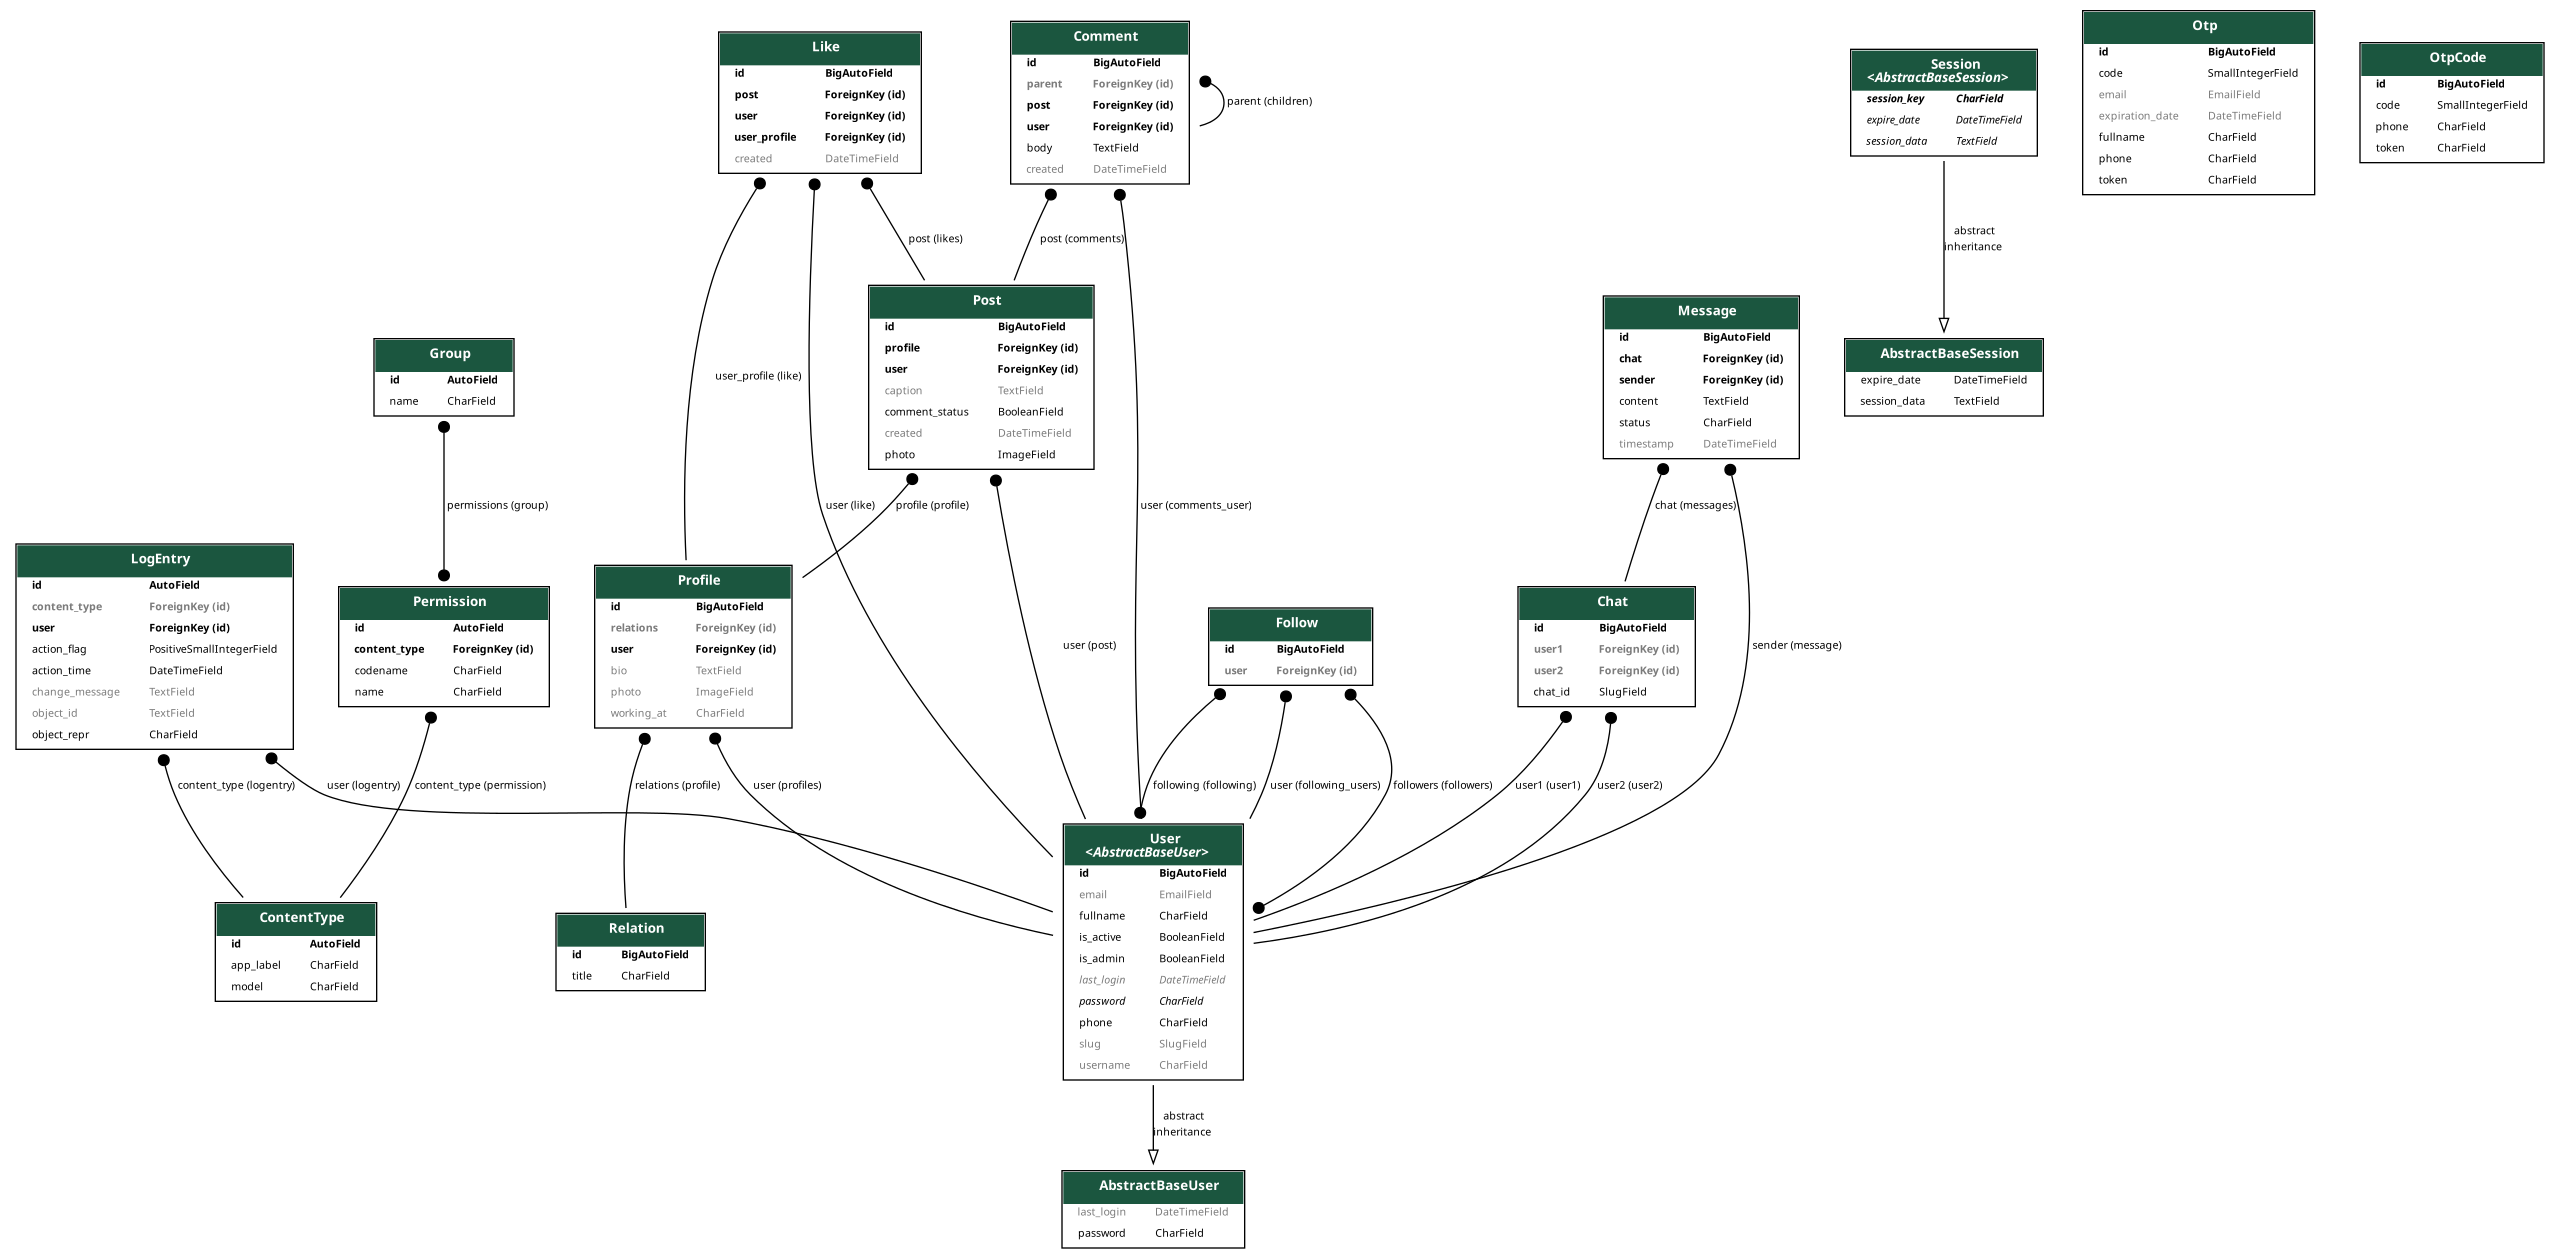 Like
id BigAutoField
post ForeignKey (id)
user ForeignKey (id)
user_profile ForeignKey (id)
created DateTimeField
Comment
id BigAutoField
parent ForeignKey (id)
post ForeignKey (id)
user ForeignKey (id)
body TextField
created DateTimeField
parent (children)
Session
<AbstractBaseSession>
session_key CharField
expire_date DateTimeField
session_data TextField
Otp
id BigAutoField
code SmallIntegerField
email EmailField
expiration_date DateTimeField
fullname CharField
phone CharField
token CharField
OtpCode
id BigAutoField
code SmallIntegerField
phone CharField
token CharField
post (likes)
post (comments)
abstract
inheritance
Post
id BigAutoField
profile ForeignKey (id)
user ForeignKey (id)
caption TextField
comment_status BooleanField
created DateTimeField
photo ImageField
Message
id BigAutoField
chat ForeignKey (id)
sender ForeignKey (id)
content TextField
status CharField
timestamp DateTimeField
AbstractBaseSession
expire_date DateTimeField
session_data TextField
Group
id AutoField
name CharField
user_profile (like)
permissions (group)
user (like)
profile (profile)
user (comments_user)
chat (messages)
LogEntry
id AutoField
content_type ForeignKey (id)
user ForeignKey (id)
action_flag PositiveSmallIntegerField
action_time DateTimeField
change_message TextField
object_id TextField
object_repr CharField
Permission
id AutoField
content_type ForeignKey (id)
codename CharField
name CharField
Profile
id BigAutoField
relations ForeignKey (id)
user ForeignKey (id)
bio TextField
photo ImageField
working_at CharField
user (post)
Follow
id BigAutoField
user ForeignKey (id)
Chat
id BigAutoField
user1 ForeignKey (id)
user2 ForeignKey (id)
chat_id SlugField
sender (message)
content_type (logentry)
user (logentry)
content_type (permission)
relations (profile)
user (profiles)
following (following)
user (following_users)
followers (followers)
user1 (user1)
user2 (user2)
ContentType
id AutoField
app_label CharField
model CharField
Relation
id BigAutoField
title CharField
User
<AbstractBaseUser>
id BigAutoField
email EmailField
fullname CharField
is_active BooleanField
is_admin BooleanField
last_login DateTimeField
password CharField
phone CharField
slug SlugField
username CharField
abstract
inheritance
AbstractBaseUser
last_login DateTimeField
password CharField